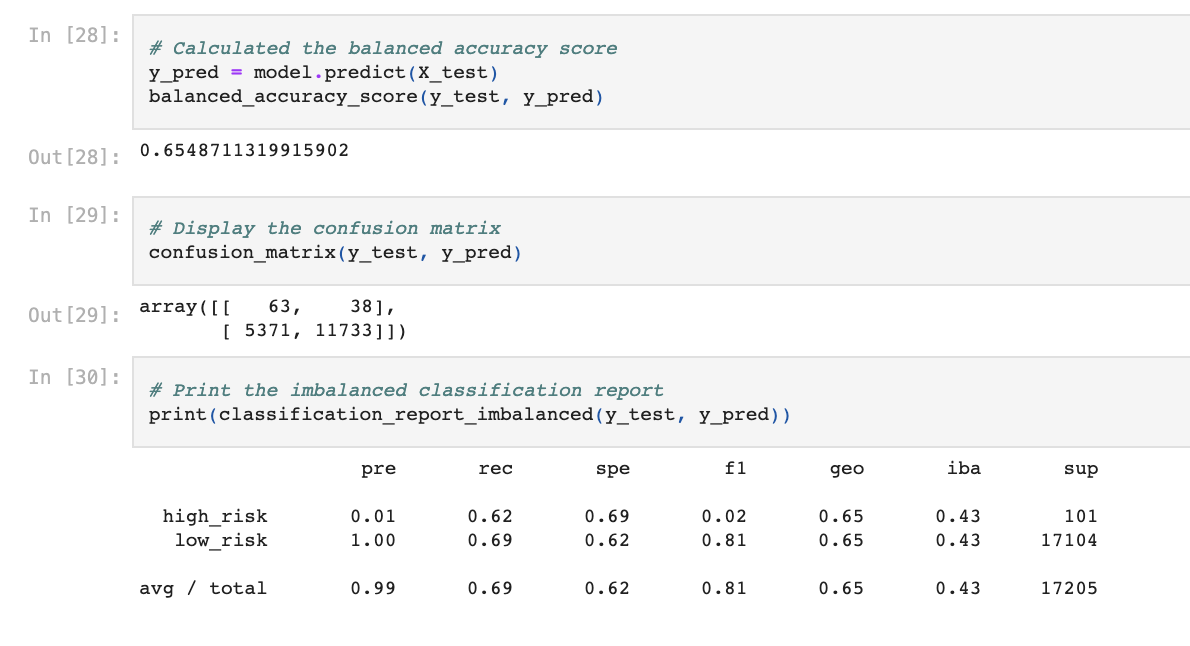 In [28]:
# Calculated the balanced accuracy score
y_pred = model.predict(X_test)
balanced_accuracy_score(y_test, y_pred)
Out[28]: 0.6548711319915902
In [29]:
# Display the confusion matrix
confusion_matrix(y_test, y_pred)
Out[29]: array([[   63,    38],
       [ 5371, 11733]])
In [30]:
# Print the imbalanced classification report
print(classification_report_imbalanced(y_test, y_pred))
pre rec spe f1 geo iba sup
high_risk 0.01 0.62 0.69 0.02 0.65 0.43 101
low_risk 1.00 0.69 0.62 0.81 0.65 0.43 17104
avg / total 0.99 0.69 0.62 0.81 0.65 0.43 17205